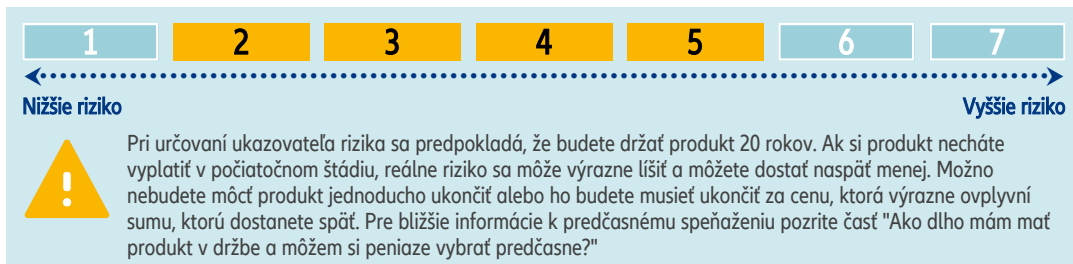 1 2 3 4 5 6 7
Nižšie riziko Vyššie riziko
Pri určovaní ukazovateľa rizika sa predpokladá, že budete držať produkt 20 rokov. Ak si produkt necháte
vyplatiť v počiatočnom štádiu, reálne riziko sa môže výrazne líšiť a môžete dostať naspäť menej. Možno
nebudete môcť produkt jednoducho ukončiť alebo ho budete musieť ukončiť za cenu, ktorá výrazne ovplyvní
sumu, ktorú dostanete späť. Pre bližšie informácie k predčasnému speňaženiu pozrite časť "Ako dlho mám mať
produkt v držbe a môžem si peniaze vybrať predčasne?"